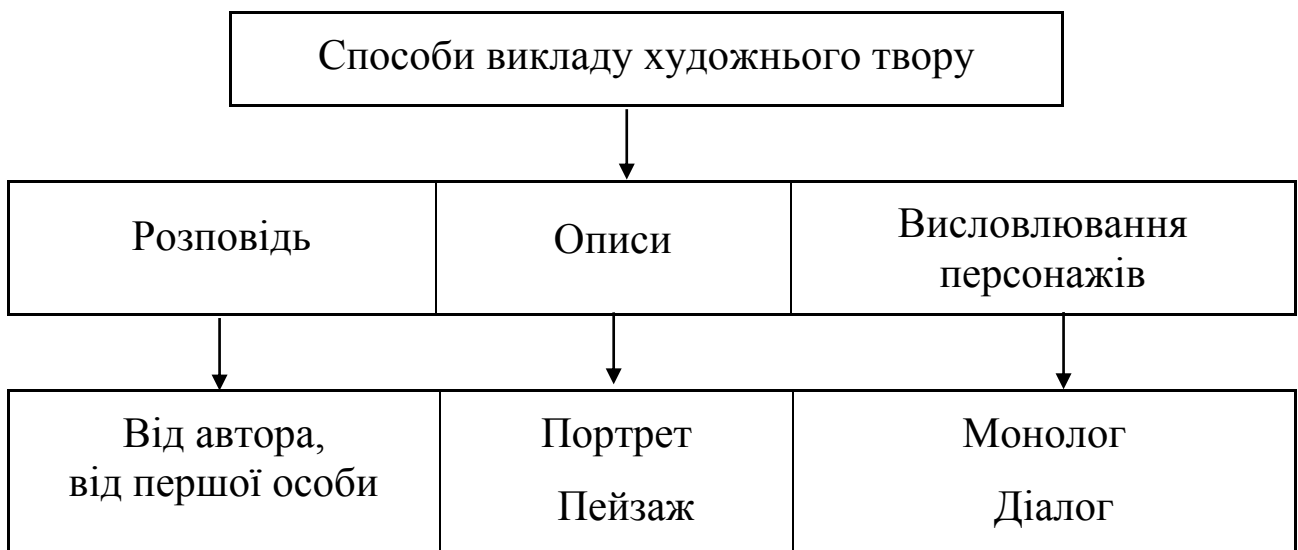 Способи викладу художнього твору
Розповідь
Описи
Висловлювання
персонажів
Від автора,
від першої особи
Портрет
Пейзаж
Монолог
Діалог